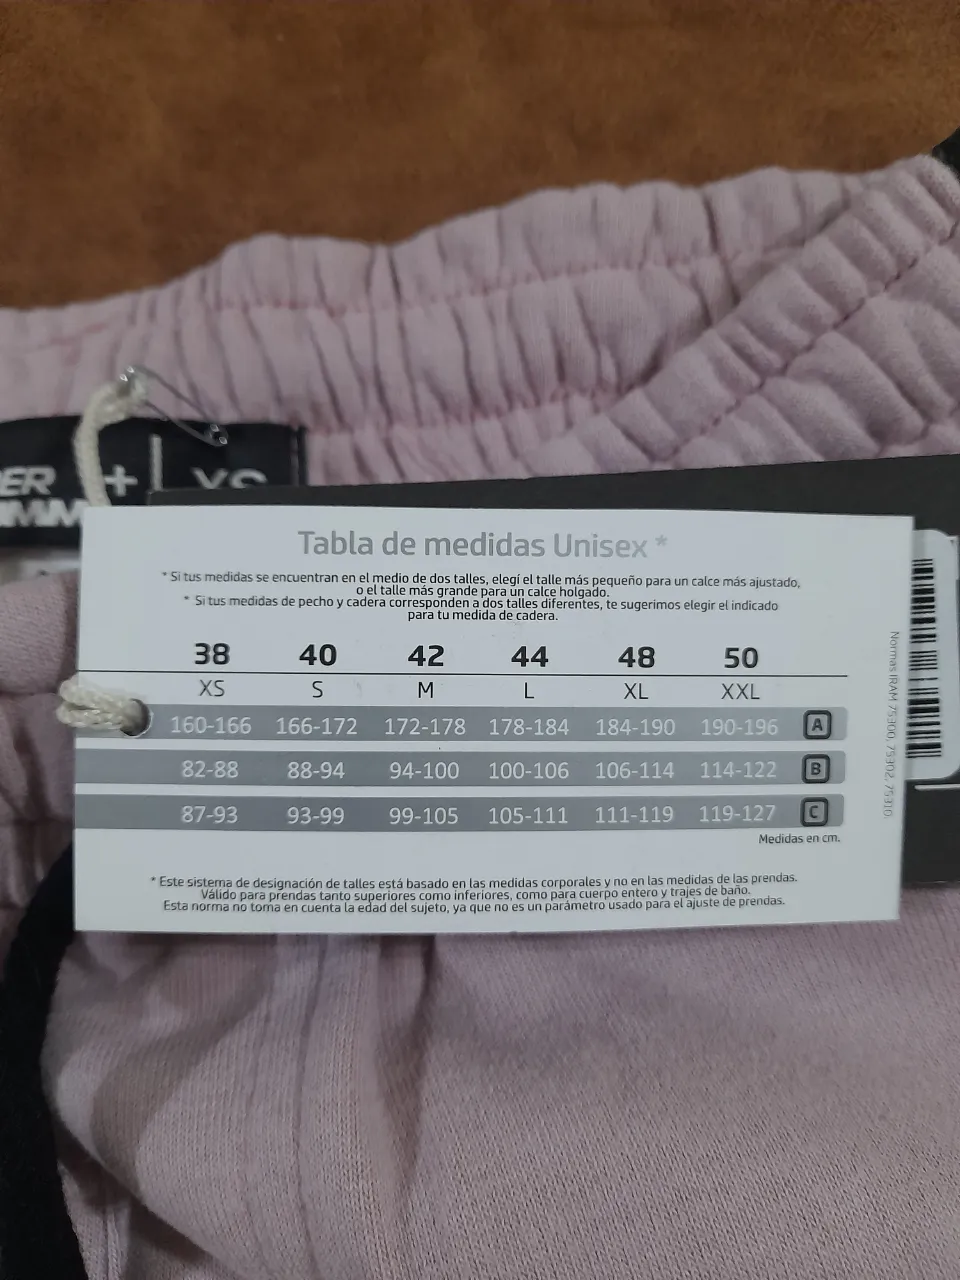 + XS
Tabla de medidas Unisex *
* Si tus medidas se encuentran en el medio de dos talles, elegí el talle más pequeño para un calce más ajustado,
o el talle más grande para un calce holgado.
* Si tus medidas de pecho y cadera corresponden a dos talles diferentes, te sugerimos elegir el indicado
para tu medida de cadera.
38 40 42 44 48 50
XS S M L XL XXL
160-166 166-172 172-178 178-184 184-190 190-196 A
82-88 88-94 94-100 100-106 106-114 114-122 B
87-93 93-99 99-105 105-111 111-119 119-127 C
Medidas en cm.
* Este sistema de designación de talles está basado en las medidas corporales y no en las medidas de las prendas.
Válido para prendas tanto superiores como inferiores, como para cuerpo entero y trajes de baño.
Esta norma no toma en cuenta la edad del sujeto, ya que no es un parámetro usado para el ajuste de prendas.
Normas IRAM 75300, 75302, 75310.